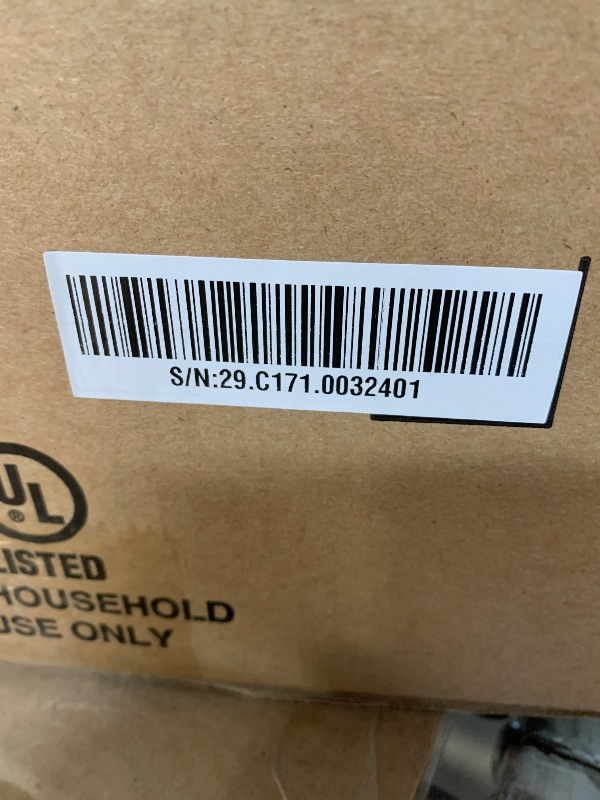 S/N:29.C171.0032401
UL
®
LISTED
HOUSEHOLD
USE ONLY